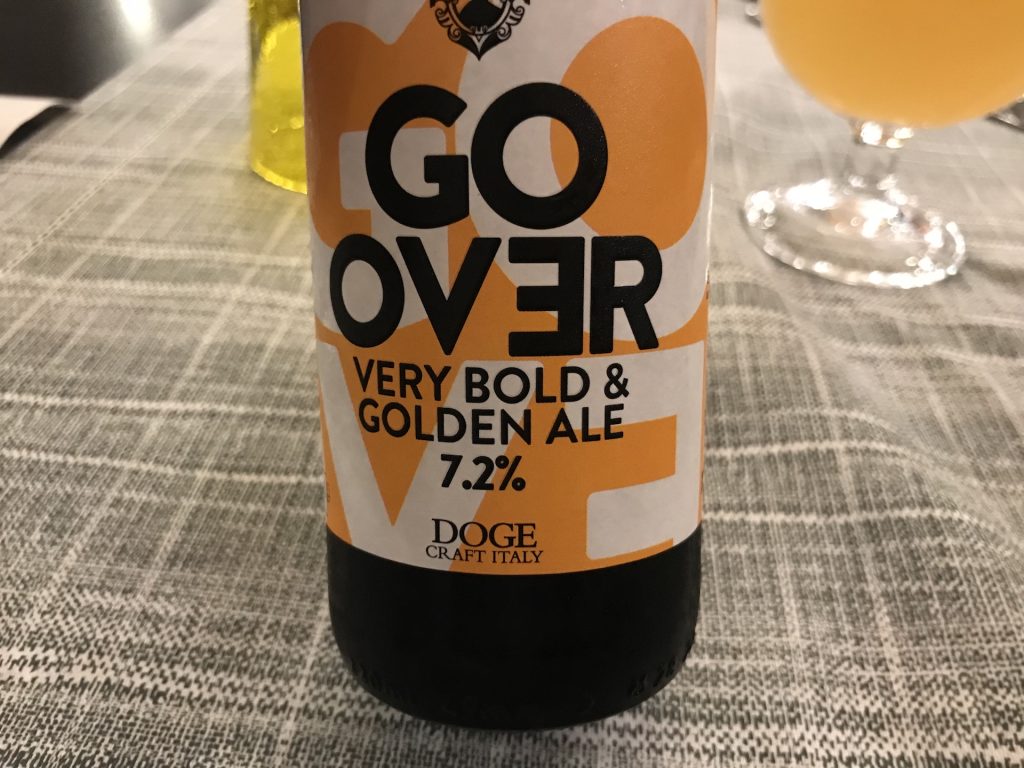 GO
OVƎR
VERY BOLD &
GOLDEN ALE
7.2%
DOGE
CRAFT ITALY